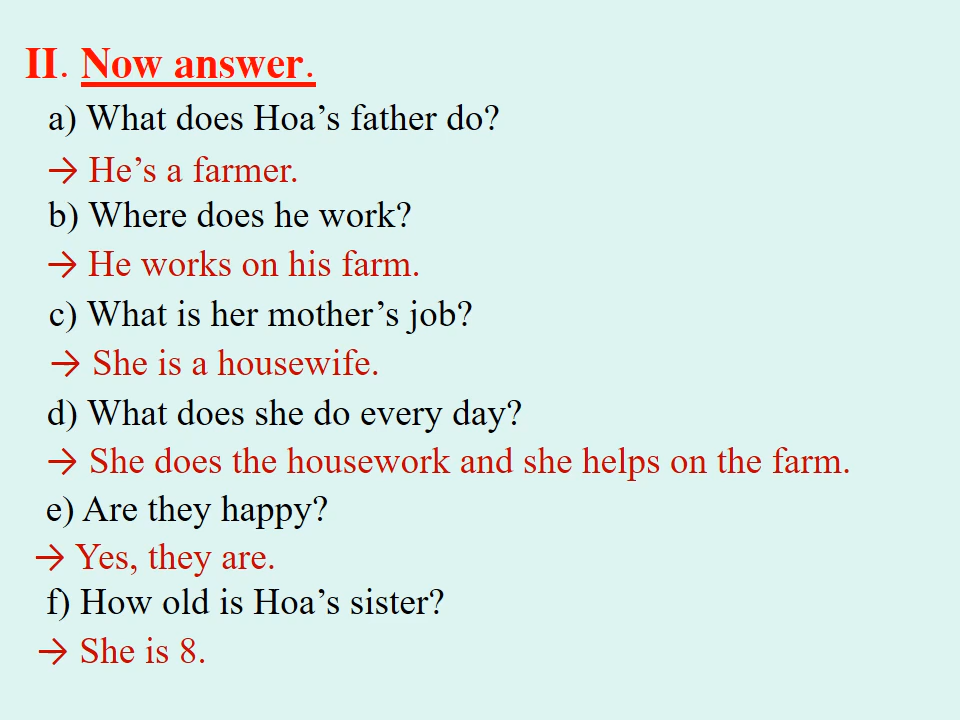 II. Now answer.
a) What does Hoa’s father do?
→ He’s a farmer.
b) Where does he work?
→ He works on his farm.
c) What is her mother’s job?
→ She is a housewife.
d) What does she do every day?
→ She does the housework and she helps on the farm.
e) Are they happy?
→ Yes, they are.
f) How old is Hoa’s sister?
→ She is 8.